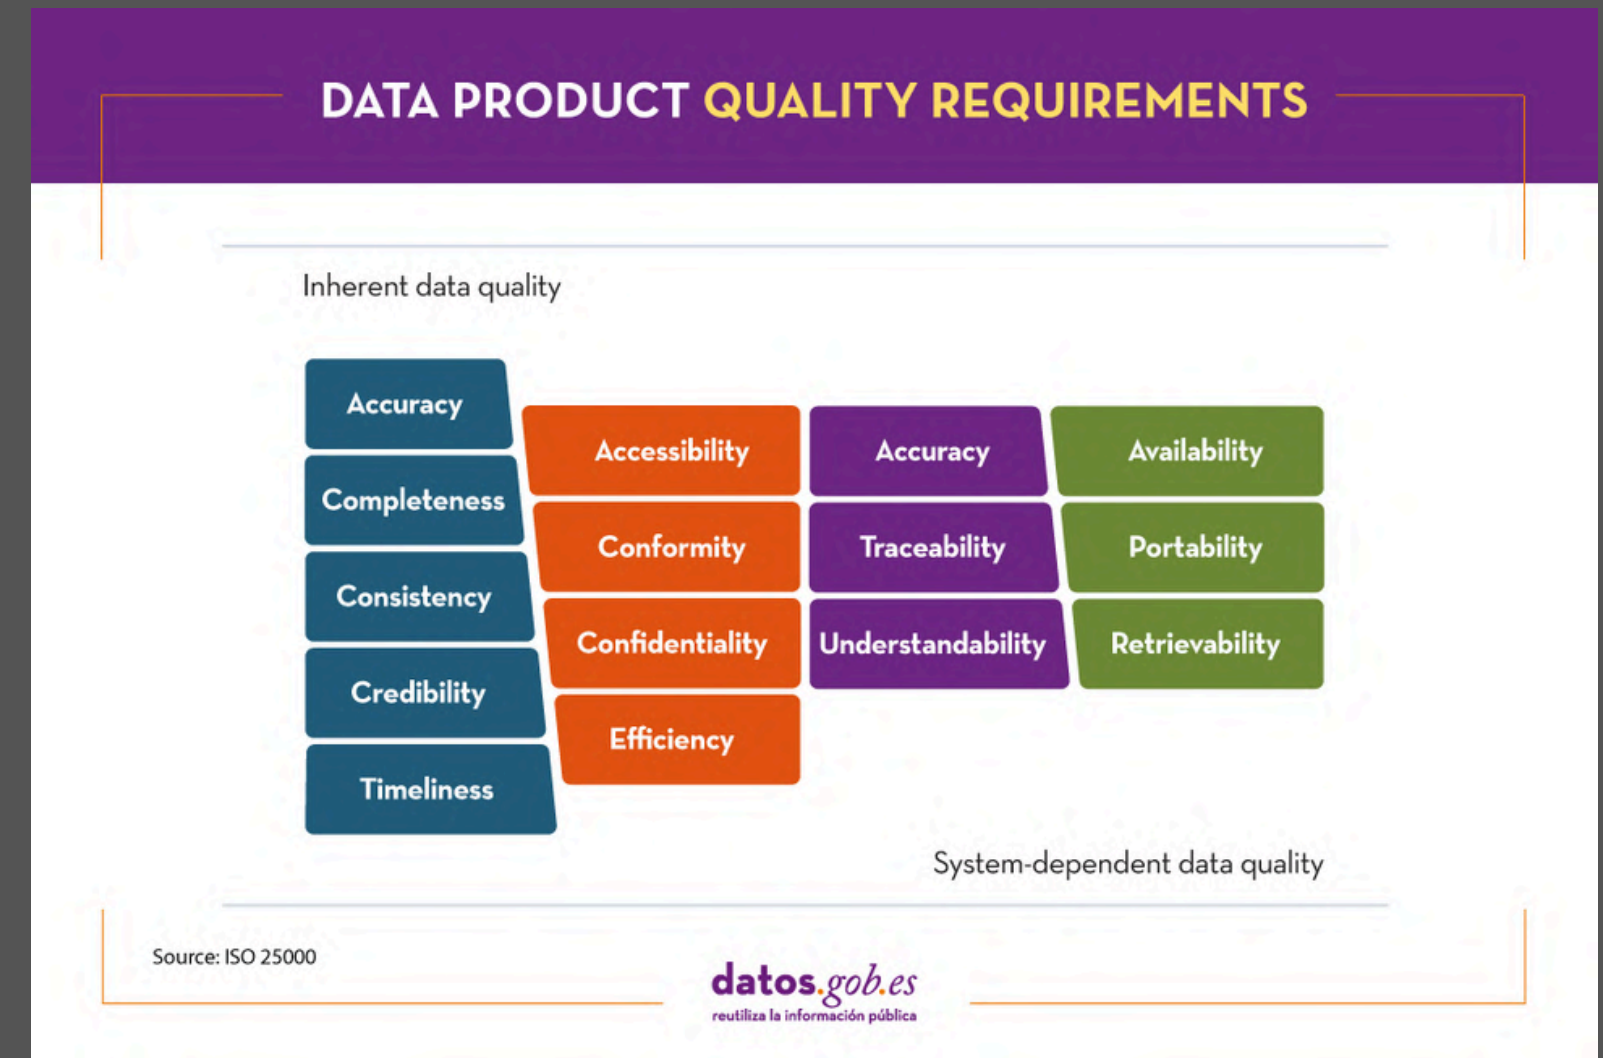 DATA PRODUCT QUALITY REQUIREMENTS
Inherent data quality
Accuracy
Completeness
Consistency
Credibility
Timeliness
Accessibility
Conformity
Confidentiality
Efficiency
Accuracy
Traceability
Understandability
Availability
Portability
Retrievability
System-dependent data quality
Source: ISO 25000
datos.gob.es
reutiliza la información pública